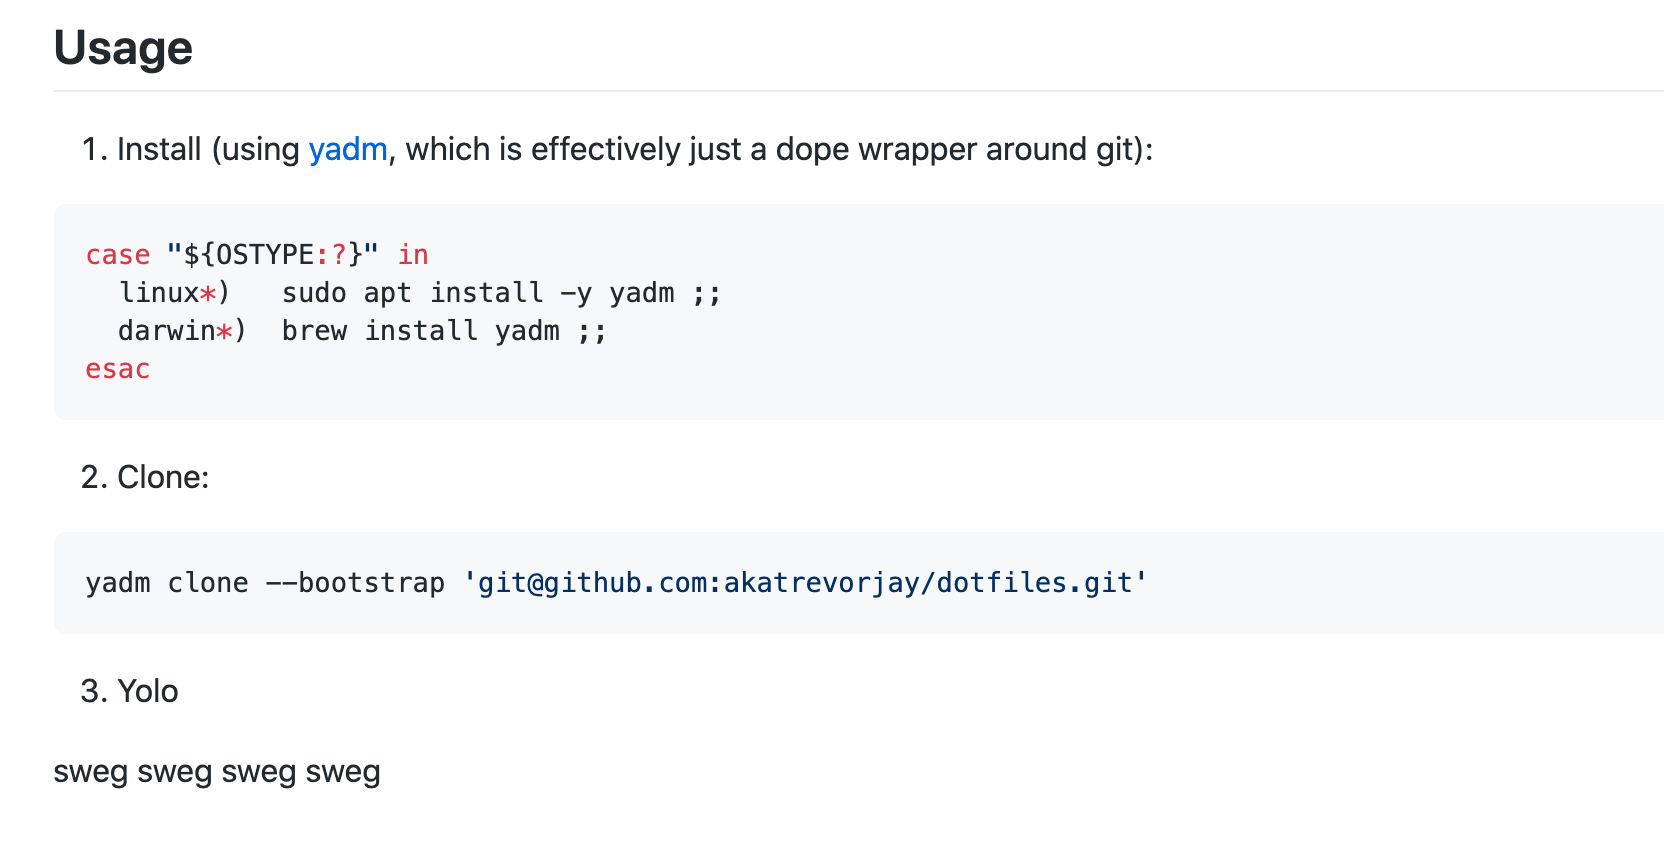 Usage
1. Install (using yadm, which is effectively just a dope wrapper around git):
case "${OSTYPE:?}" in
  linux*)   sudo apt install -y yadm ;;
  darwin*)  brew install yadm ;;
esac
2. Clone:
yadm clone --bootstrap 'git@github.com:akatrevorjay/dotfiles.git'
3. Yolo
sweg sweg sweg sweg